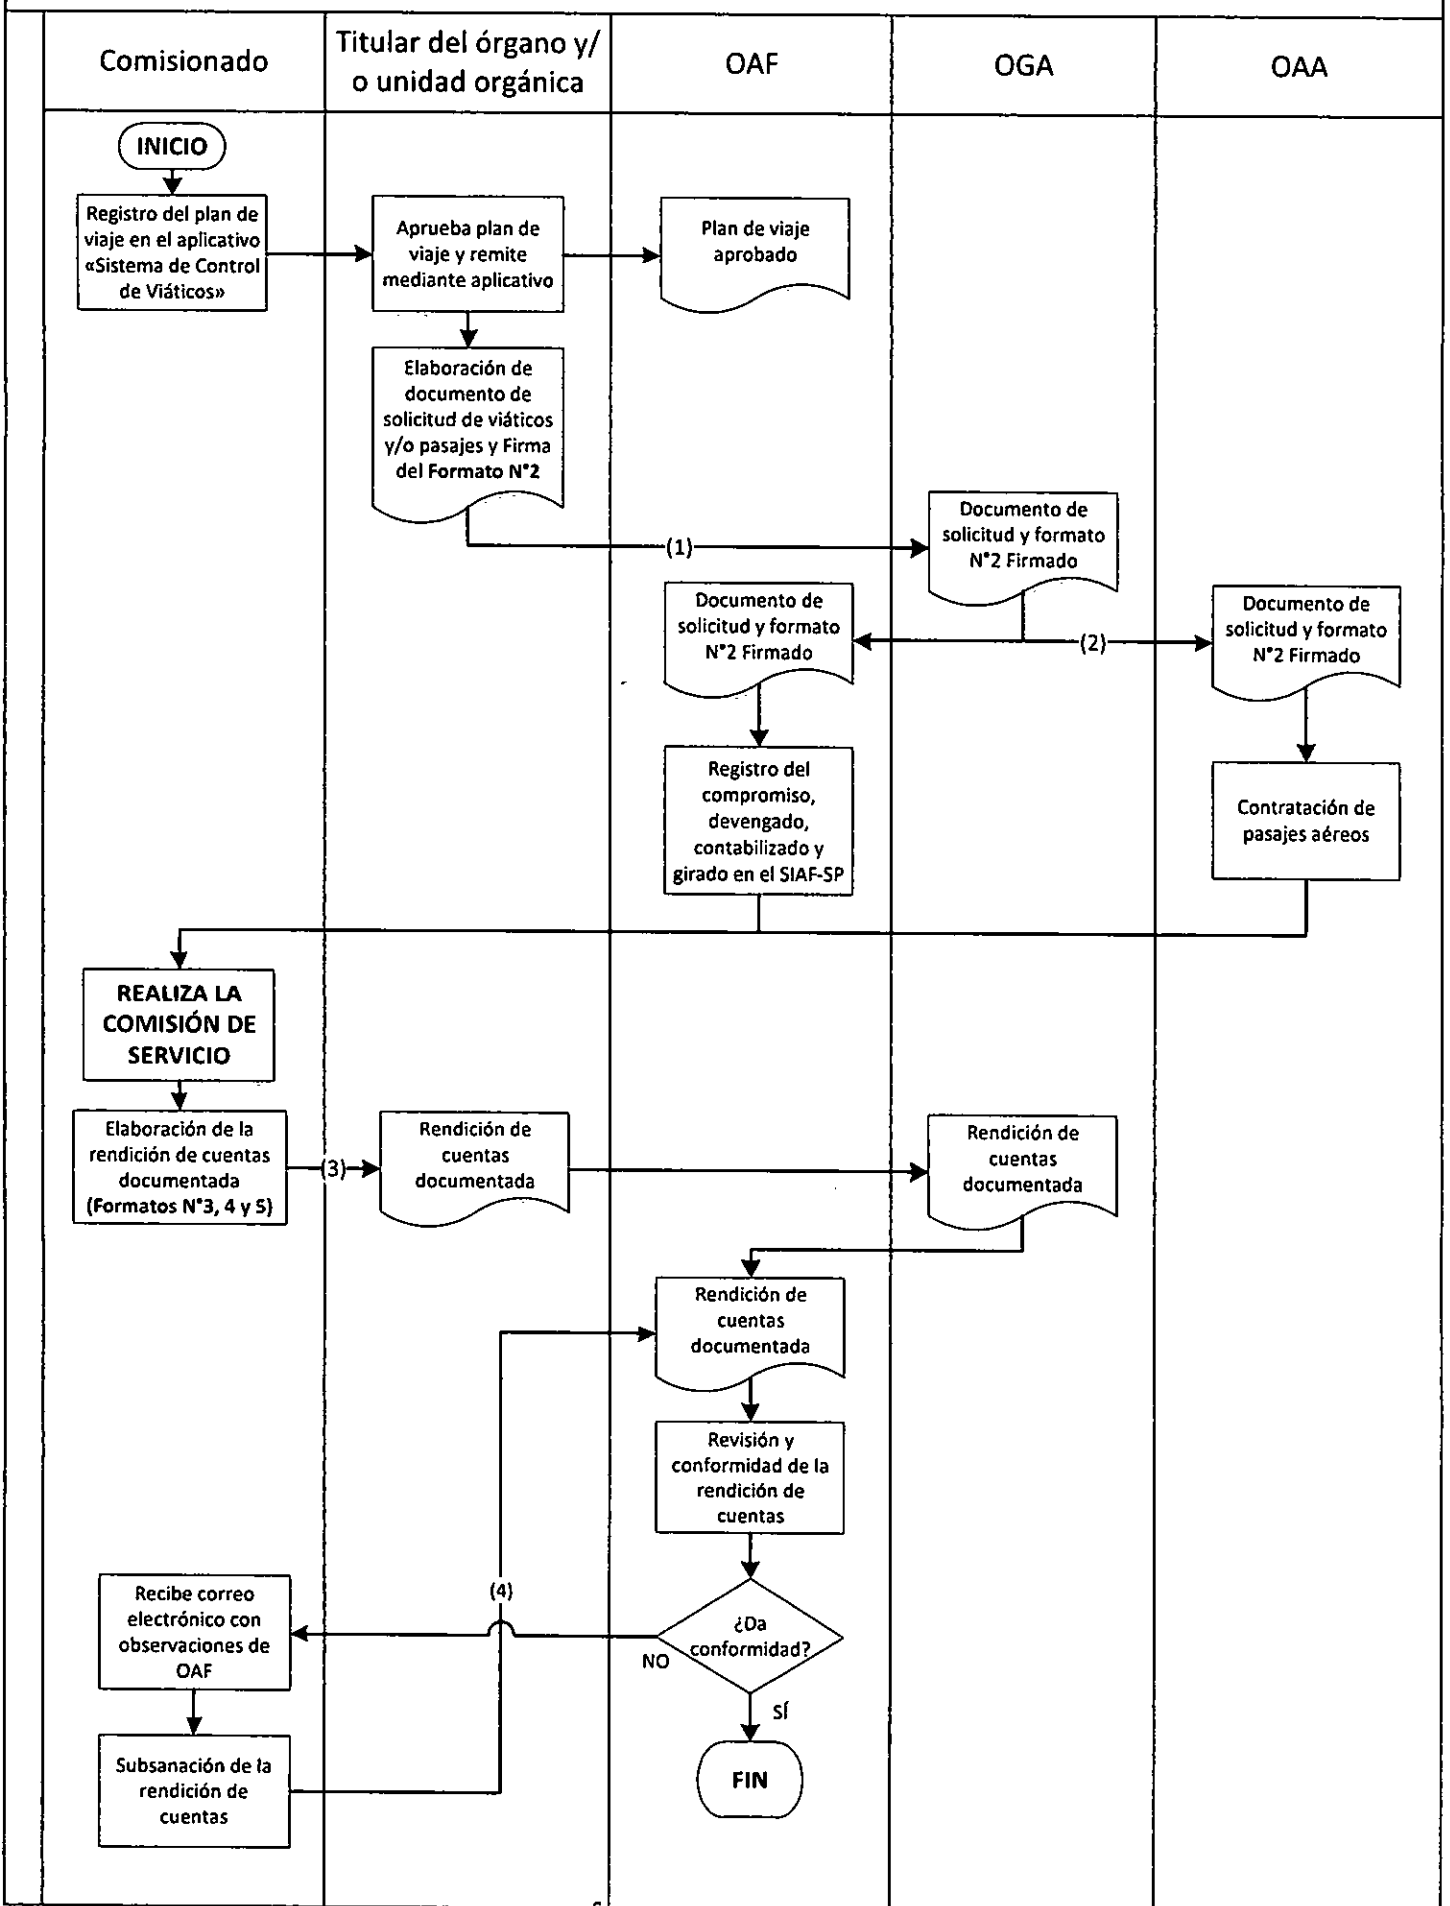 Comisionado
Titular del órgano y/
o unidad orgánica
OAF
OGA
OAA
INICIO
Registro del plan de
viaje en el aplicativo
«Sistema de Control
de Viáticos»
Aprueba plan de
viaje y remite
mediante aplicativo
Plan de viaje
aprobado
Elaboración de
documento de
solicitud de viáticos
y/o pasajes y Firma
del Formato N°2
(1)
Documento de
solicitud y formato
N°2 Firmado
Documento de
solicitud y formato
N°2 Firmado
(2)
Documento de
solicitud y formato
N°2 Firmado
Registro del
compromiso,
devengado,
contabilizado y
girado en el SIAF-SP
Contratación de
pasajes aéreos
REALIZA LA
COMISIÓN DE
SERVICIO
Elaboración de la
rendición de cuentas
documentada
(Formatos N°3, 4 y 5)
(3)
Rendición de
cuentas
documentada
Rendición de
cuentas
documentada
Rendición de
cuentas
documentada
Revisión y
conformidad de la
rendición de
cuentas
¿Da
conformidad?
NO
SÍ
(4)
Recibe correo
electrónico con
observaciones de
OAF
Subsanación de la
rendición de
cuentas
FIN